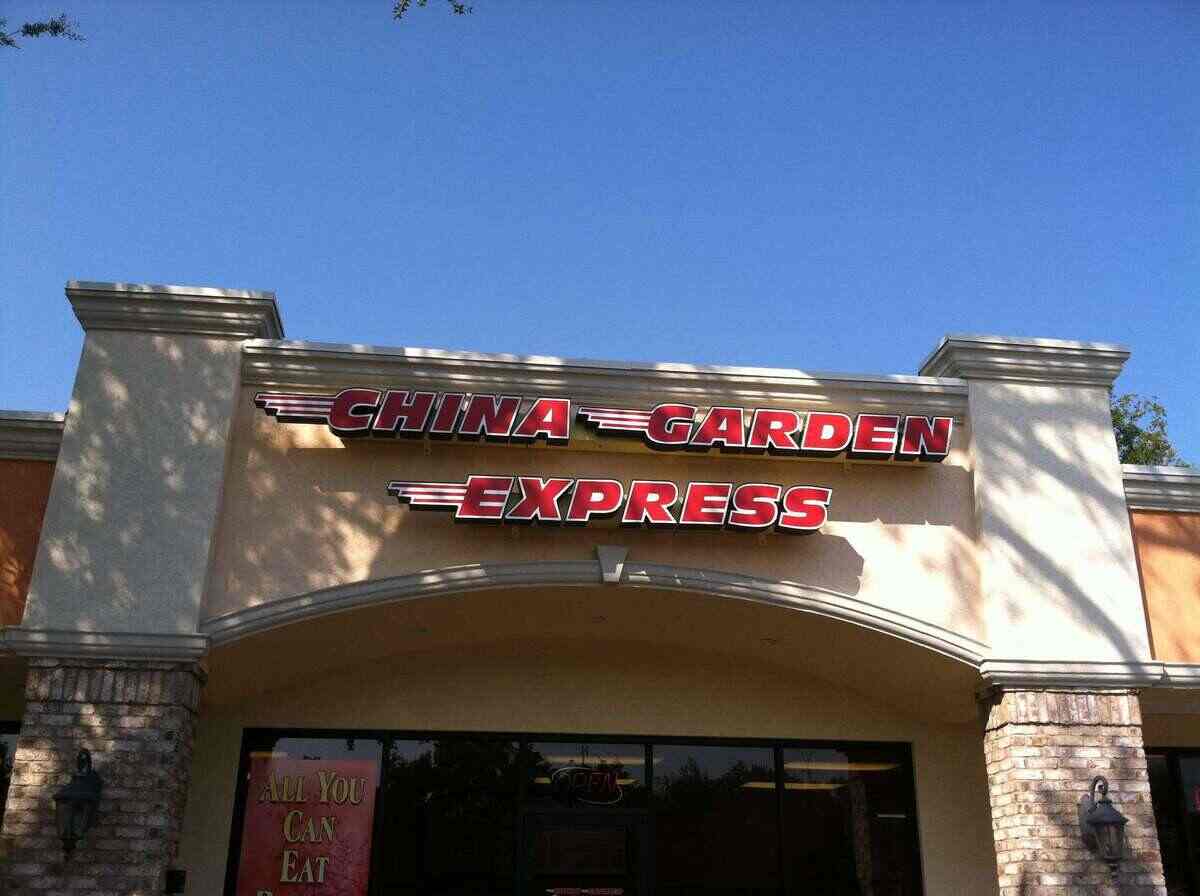 CHINA GARDEN
EXPRESS
OPEN
ALL YOU
CAN
EAT